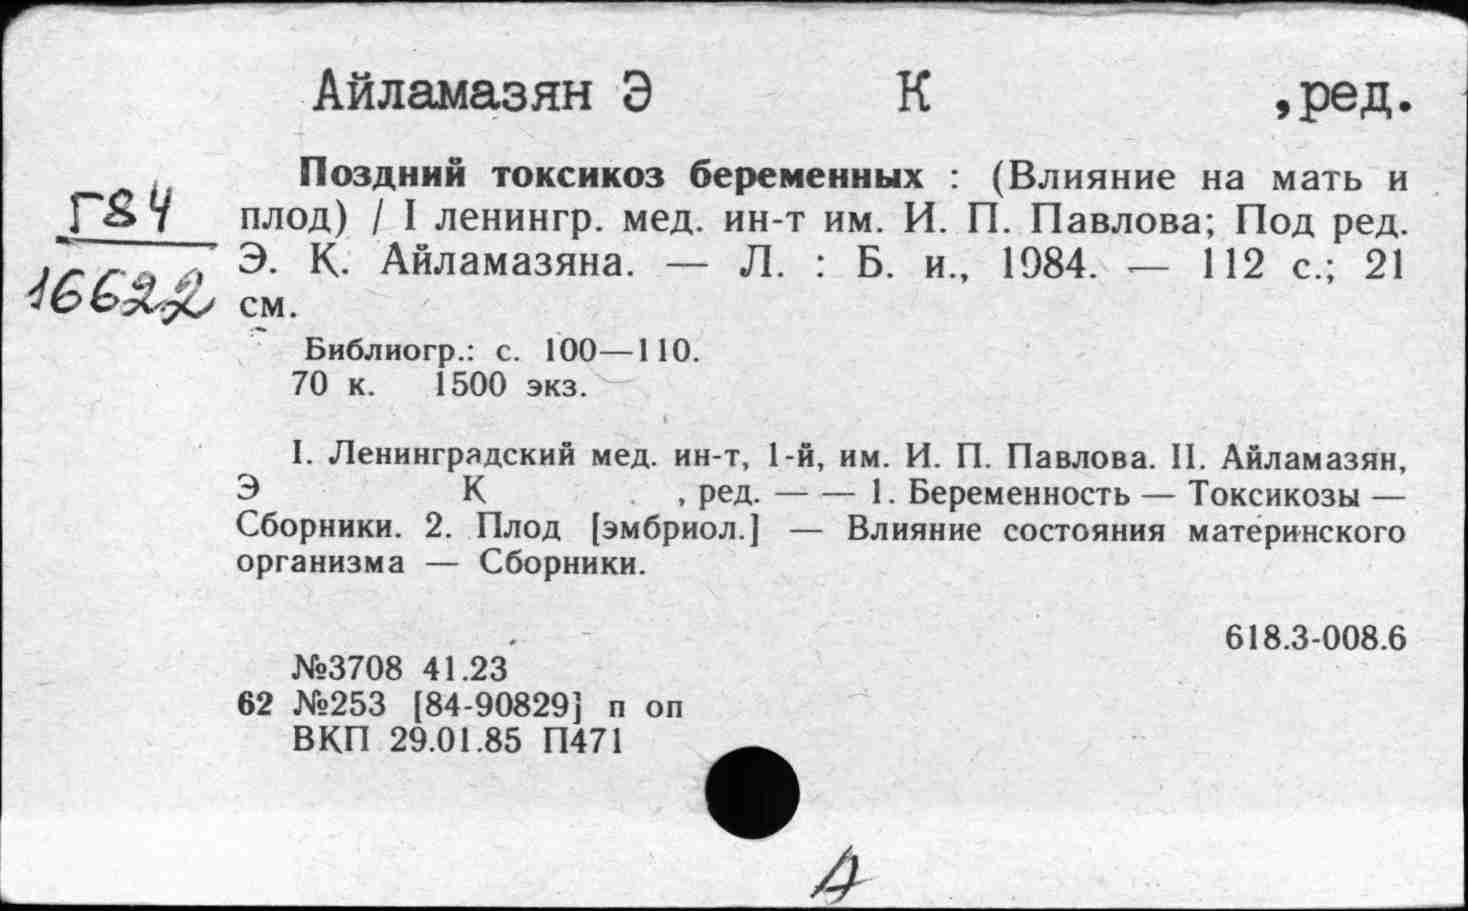 Айламазян Э К ,ред.
Поздний токсикоз беременных : (Влияние на мать и
плод) / I ленингр. мед. ин-т им. И. П. Павлова; Под ред.
Э. К. Айламазяна. — Л. : Б. и., 1984. — 112 с.; 21
см.
Г84
16622
Библиогр.: с. 100—110.
70 к. 1500 экз.
I. Ленинградский мед. ин-т, 1-й, им. И. П. Павлова. II. Айламазян,
Э К , ред. — — 1. Беременность — Токсикозы —
Сборники. 2. Плод [эмбриол.] — Влияние состояния материнского
организма — Сборники.
618.3-008.6
№3708 41.23
62 №253 [84-90829] п оп
ВКП 29.01.85 П471
А